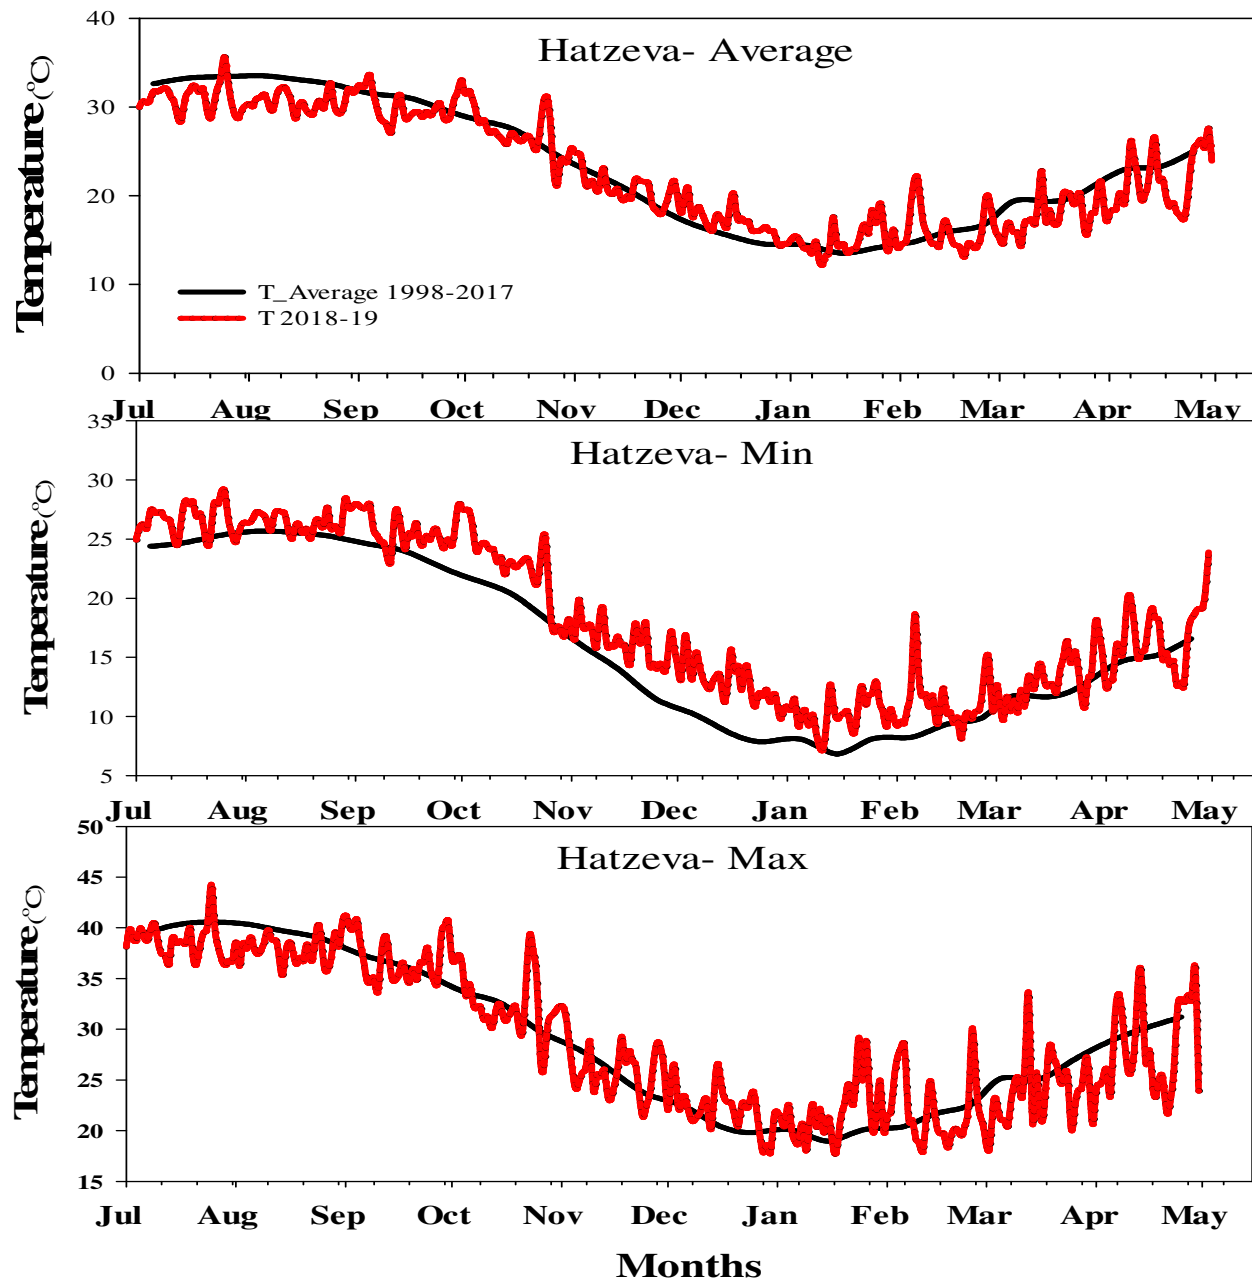 Hatzeva- Average
Temperature (°C)
40
30
20
10
0
T_Average 1998-2017
T 2018-19
Jul Aug Sep Oct Nov Dec Jan Feb Mar Apr May
Hatzeva- Min
Temperature (°C)
35
30
25
20
15
10
5
Jul Aug Sep Oct Nov Dec Jan Feb Mar Apr May
Hatzeva- Max
Temperature (°C)
50
45
40
35
30
25
20
15
Jul Aug Sep Oct Nov Dec Jan Feb Mar Apr May
Months